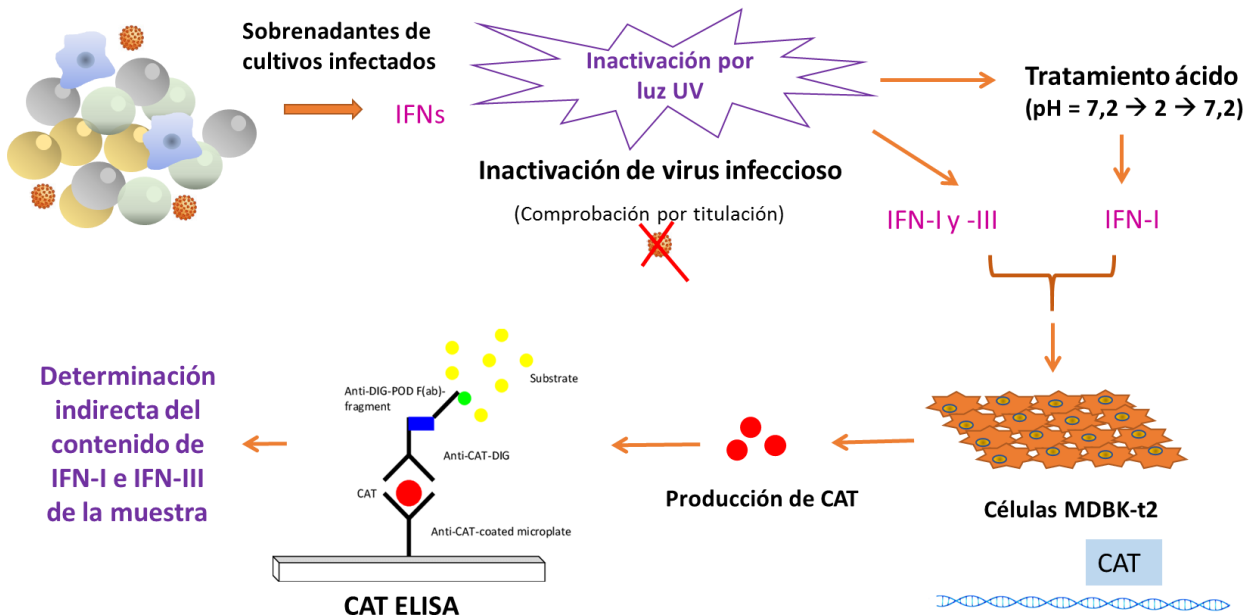 Sobrenadantes de
cultivos infectados
IFNs
Inactivación por
luz UV
Inactivación de virus infeccioso
(Comprobación por titulación)
Tratamiento ácido
(pH = 7,2 → 2 → 7,2)
IFN-I y -III
IFN-I
Células MDBK-t2
CAT
Producción de CAT
Substrate
Anti-DIG-POD F(ab)-
fragment
Anti-CAT-DIG
CAT
Anti-CAT-coated microplate
CAT ELISA
Determinación
indirecta del
contenido de
IFN-I e IFN-III
de la muestra